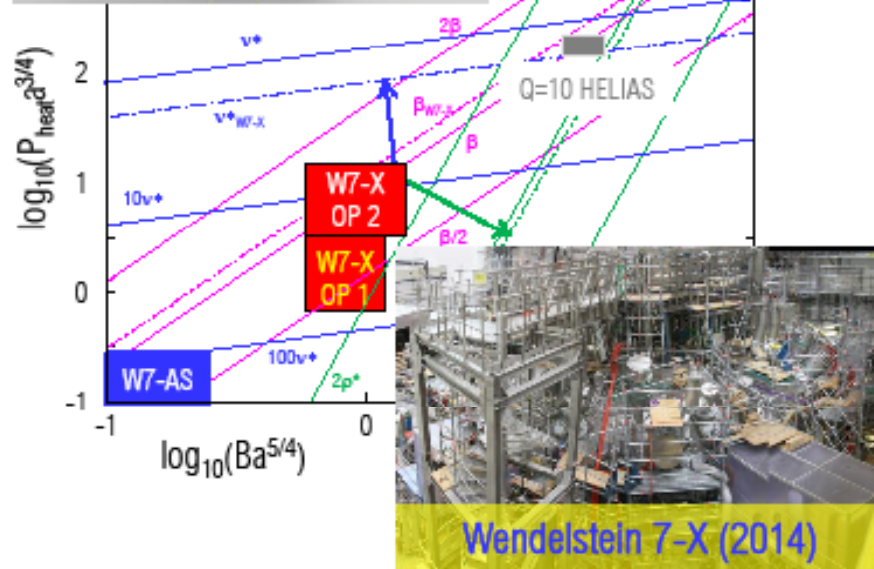 2β
ν*
2
Q=10 HELIAS
βW7-X
ν*W7-X
β
log10(Pheata3/4)
1
W7-X
OP 2
10ν*
β/2
W7-X
OP 1
0
100ν*
W7-AS
2ρ*
-1
-1
0
log10(Ba5/4)
Wendelstein 7-X (2014)